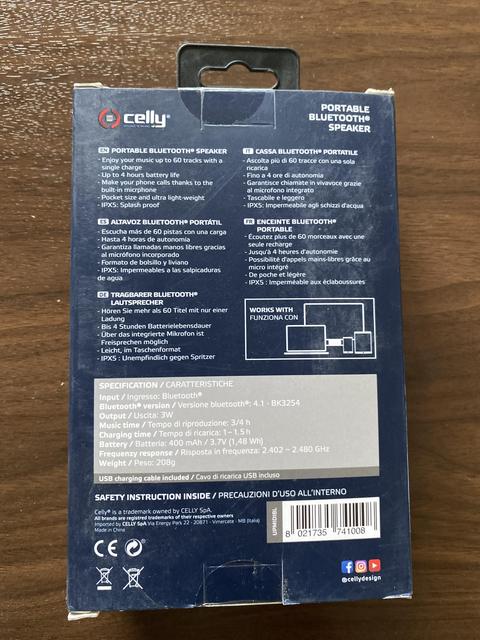 celly®
PORTABLE
BLUETOOTH®
SPEAKER
EN PORTABLE BLUETOOTH® SPEAKER
- Enjoy your music up to 60 tracks with a
single charge
- Up to 4 hours battery life
- Make your phone calls thanks to the
built-in micrphone
- Pocket size and ultra light-weight
- IPX5: Splash proof
ES ALTAVOZ BLUETOOTH® PORTÁTIL
- Escucha más de 60 pistas con una carga
- Hasta 4 horas de autonomía
- Garantiza llamadas manos libres gracias
al micrófono incorporado
- Formato de bolsillo y liviano
- IPX5: Impermeables a las salpicaduras
de agua
DE TRAGBARER BLUETOOTH®
LAUTSPRECHER
- Hören Sie mehr als 60 Titel mit nur einer
Ladung
- Bis 4 Stunden Batterielebensdauer
- Über das integrierte Mikrofon ist
Freisprechen möglich
- Leicht, im Taschenformat
- IPX5 : Unempfindlich gegen Spritzer
IT CASSA BLUETOOTH® PORTATILE
- Ascolta più di 60 tracce con una sola
ricarica
- Fino a 4 ore di autonomia
- Garantisce chiamate in vivavoce grazie
al microfono integrato
- Tascabile e leggero
- IPX5: Impermeabile agli schizzi d'acqua
FR ENCEINTE BLUETOOTH®
PORTABLE
- Écoutez plus de 60 morceaux avec une
seule recharge
- Jusqu'à 4 heures d'autonomie
- Possibilité d'appels mains-libres grâce au
micro intégré
- De poche et légère
- IPX5 : Imperméable aux éclaboussures
WORKS WITH
FUNZIONA CON
SPECIFICATION / CARATTERISTICHE
Input / Ingresso: Bluetooth®
Bluetooth® version / Versione bluetooth®: 4.1 - BK3254
Output / Uscita: 3W
Music time / Tempo di riproduzione: 3/4 h
Charging time / Tempo di ricarica: 1-1.5h
Battery / Batteria: 400 mAh / 3.7V (1,48 Wh)
Frequency response / Risposta in frequenza: 2.402 - 2.480 GHz
Weight / Peso: 208g
USB charging cable included / Cavo di ricarica USB incluso
SAFETY INSTRUCTION INSIDE / PRECAUZIONI D'USO ALL'INTERNO
Celly® is a trademark owned by CELLY SpA.
All brands are registred trademarks of their respective owners
Imported by CELLY SpA Via Energy Park 22 - 20871 - Vimercate - MB (Italia)
Made in China
CE
UPMIDIBL
8 021735 741008
@cellydesign